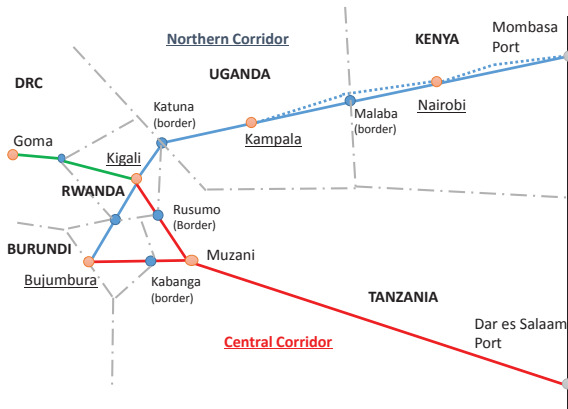 Northern Corridor
KENYA
Mombasa
Port
UGANDA
DRC
Katuna
(border)
Malaba
(border)
Nairobi
Kampala
Goma
Kigali
RWANDA
Rusumo
(Border)
BURUNDI
Muzani
Bujumbura
Kabanga
(border)
TANZANIA
Dar es Salaam
Port
Central Corridor